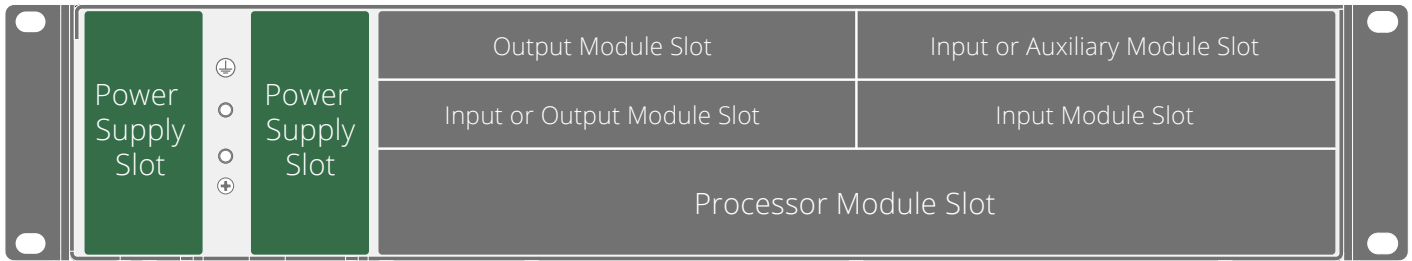 Power
Supply
Slot
Power
Supply
Slot
Output Module Slot
Input or Auxiliary Module Slot
Input or Output Module Slot
Input Module Slot
Processor Module Slot